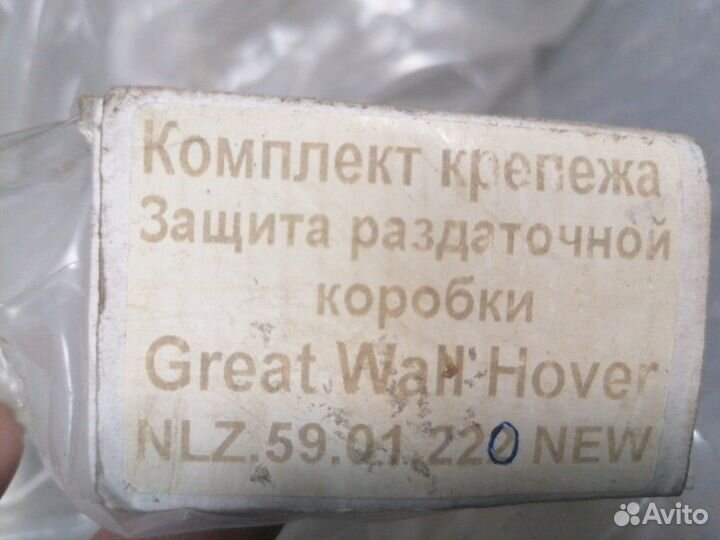 Комплект крепежа
Защита раздаточной
коробки
Great Wall Hover
NLZ.59.01.220 NEW
Avito